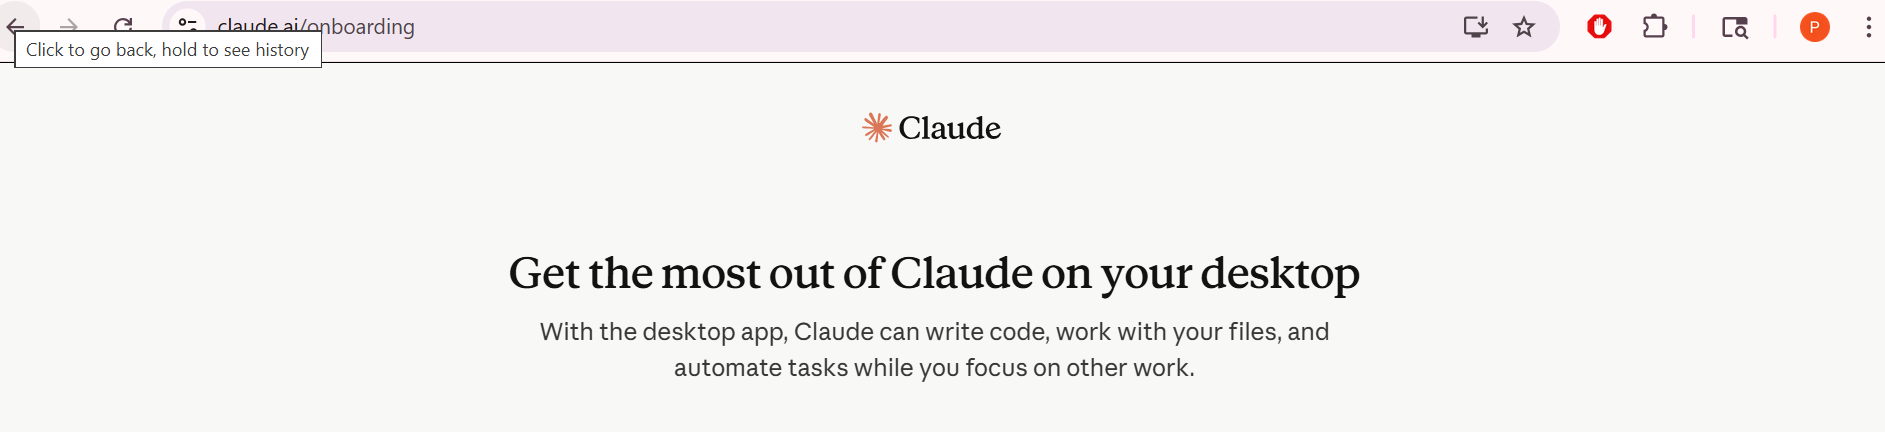 claude.ai/onboarding
P
Click to go back, hold to see history
Claude
Get the most out of Claude on your desktop
With the desktop app, Claude can write code, work with your files, and
automate tasks while you focus on other work.